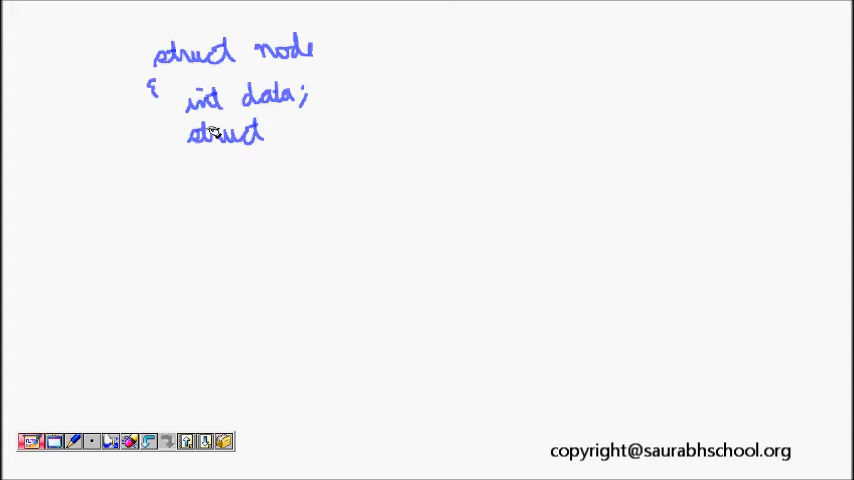 struct node
{ int data;
struct
copyright@saurabhschool.org